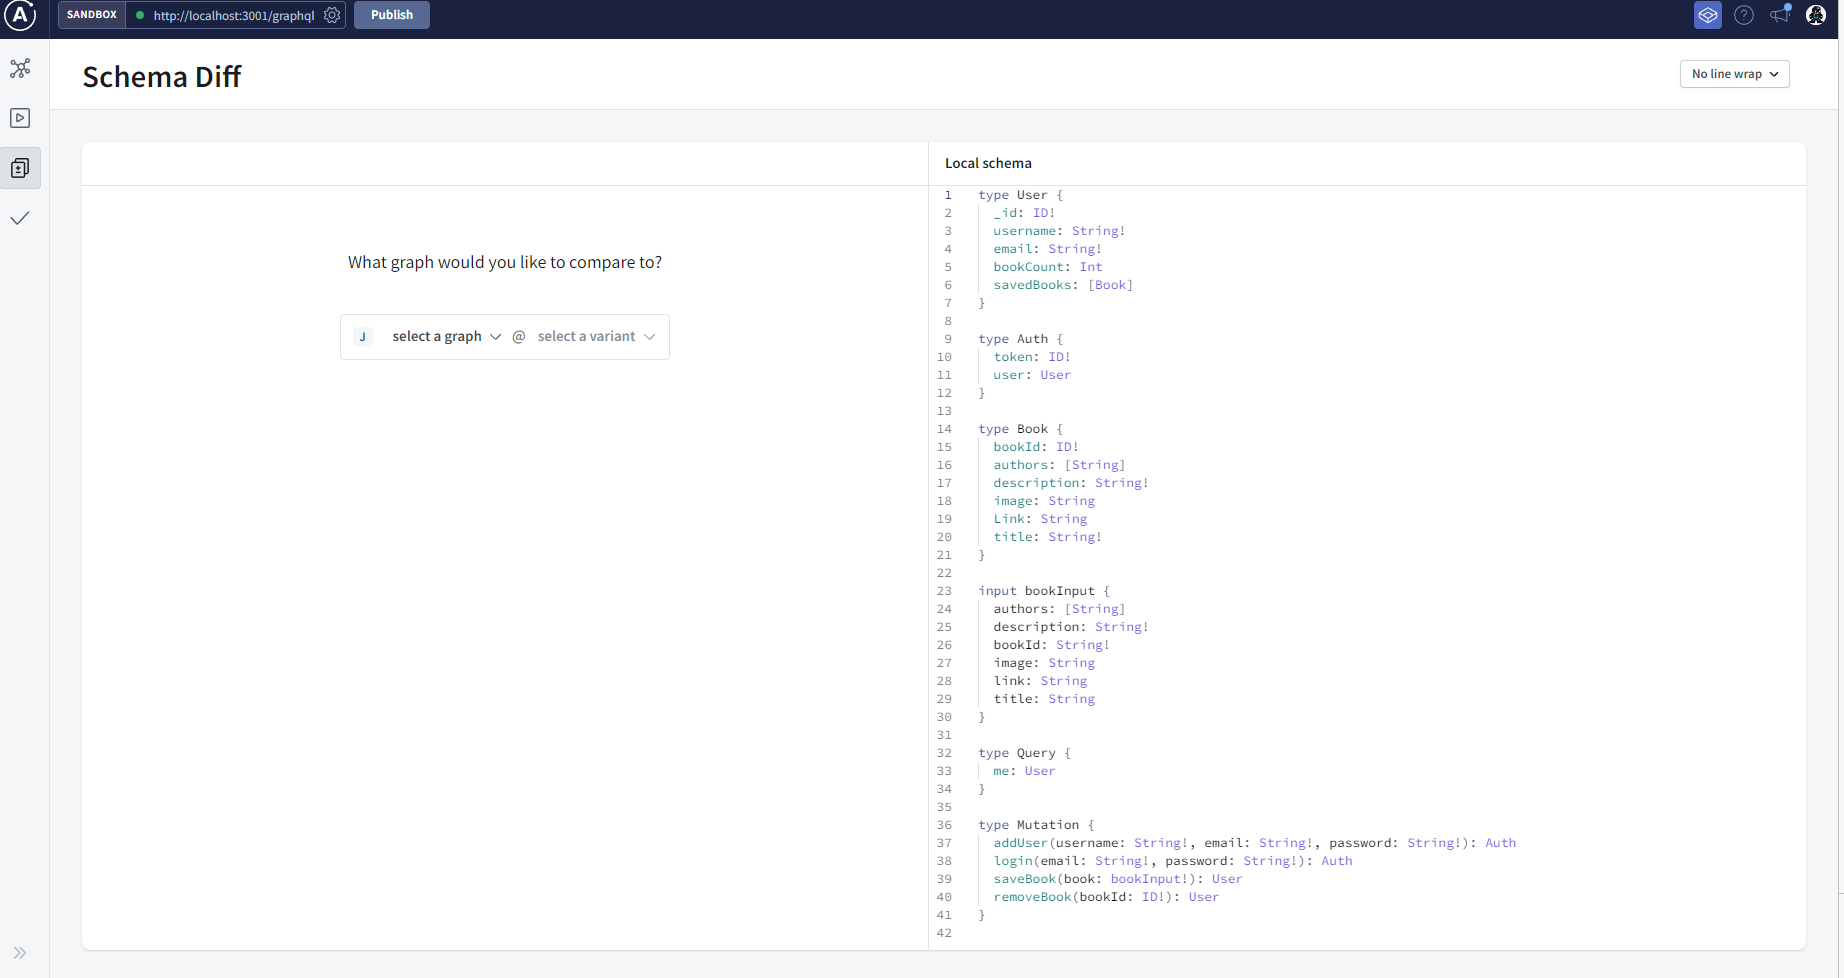 SANDBOX http://localhost:3001/graphql Publish
Schema Diff
No line wrap
What graph would you like to compare to?
J select a graph @ select a variant
Local schema
1 type User {
2 _id: ID!
3 username: String!
4 email: String!
5 bookCount: Int
6 savedBooks: [Book]
7 }
8
9 type Auth {
10 token: ID!
11 user: User
12 }
13
14 type Book {
15 bookId: ID!
16 authors: [String]
17 description: String!
18 image: String
19 Link: String
20 title: String!
21 }
22
23 input bookInput {
24 authors: [String]
25 description: String!
26 bookId: String!
27 image: String
28 link: String
29 title: String
30 }
31
32 type Query {
33 me: User
34 }
35
36 type Mutation {
37 addUser(username: String!, email: String!, password: String!): Auth
38 login(email: String!, password: String!): Auth
39 saveBook(book: bookInput!): User
40 removeBook(bookId: ID!): User
41 }
42